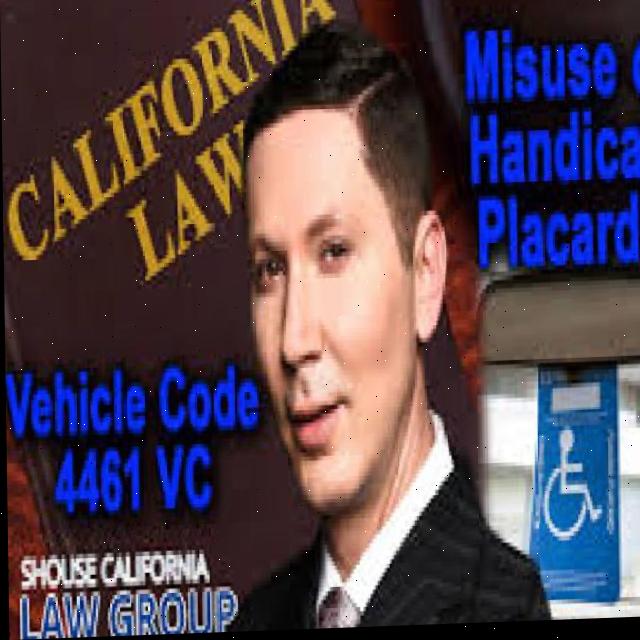 CALIFORNIA
LAW
Misuse
Handica
Placard
Vehicle Code
4461 VC
SHOUSE CALIFORNIA
LAW GROUP